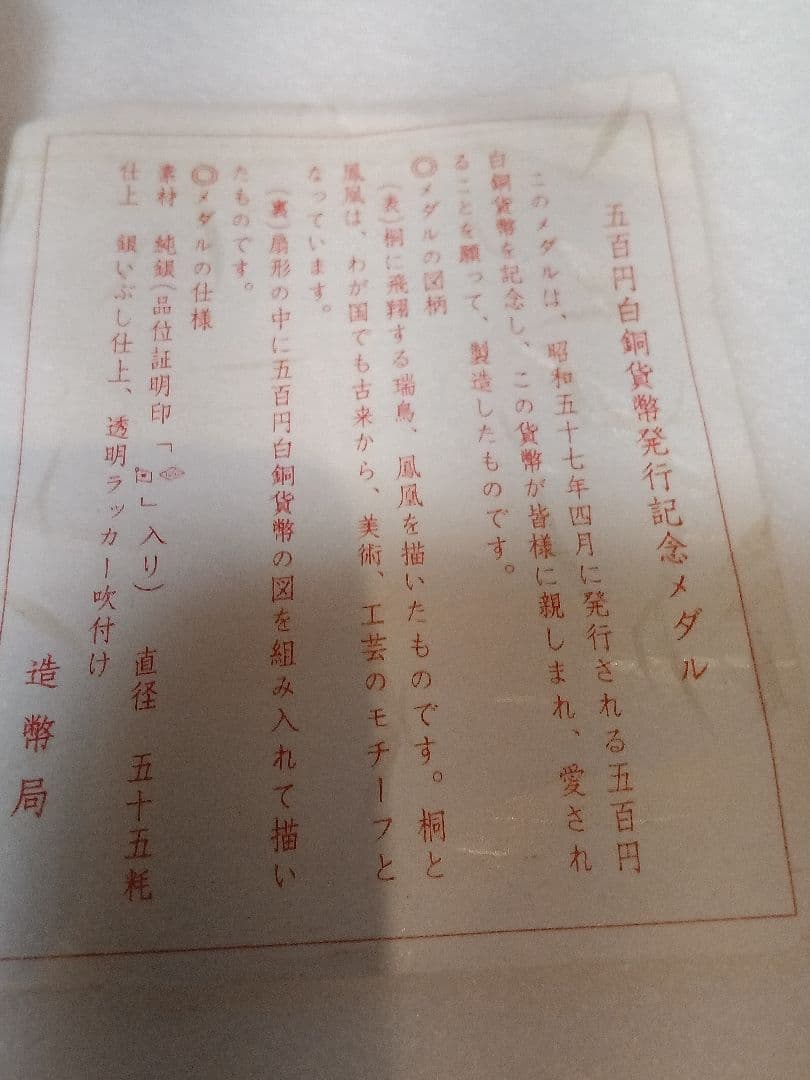 五百円白銅貨幣発行記念メダル
このメダルは、昭和五十七年四月に発行される五百円
白銅貨幣を記念し、この貨幣が皆様に親しまれ、愛され
ることを願って、製造したものです。
◎メダルの図柄
(表)桐に飛翔する瑞鳥、鳳凰を描いたものです。桐と
鳳凰は、わが国でも古来から、美術、工芸のモチーフと
なっています。
(裏)扇形の中に五百円白銅貨幣の図を組み入れて描い
たものです。
◎メダルの仕様
素材 純銀(品位証明印「」入り) 直径 五十五粍
仕上 銀いぶし仕上、透明ラッカー吹付け
造幣局